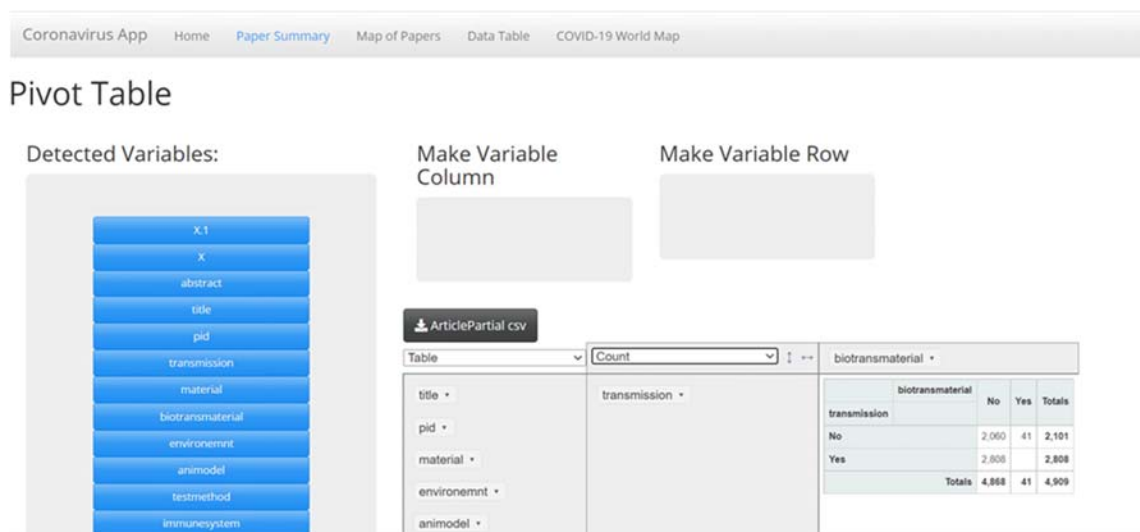 Coronavirus App Home Paper Summary Map of Papers Data Table COVID-19 World Map
Pivot Table
Detected Variables:
X.1
X
abstract
title
pid
transmission
material
biotransmaterial
environemnt
animodel
testmethod
immunesystem
Make Variable
Column
Make Variable Row
ArticlePartial csv
Table Count biotransmaterial
title
pid
material
environemnt
animodel
transmission
biotransmaterial No Yes Totals
transmission
No 2,060 41 2,101
Yes 2,808 2,808
Totals 4,868 41 4,909